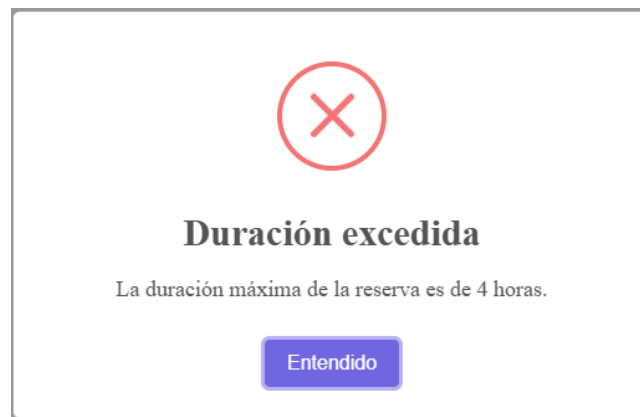 Duración excedida
La duración máxima de la reserva es de 4 horas.
Entendido